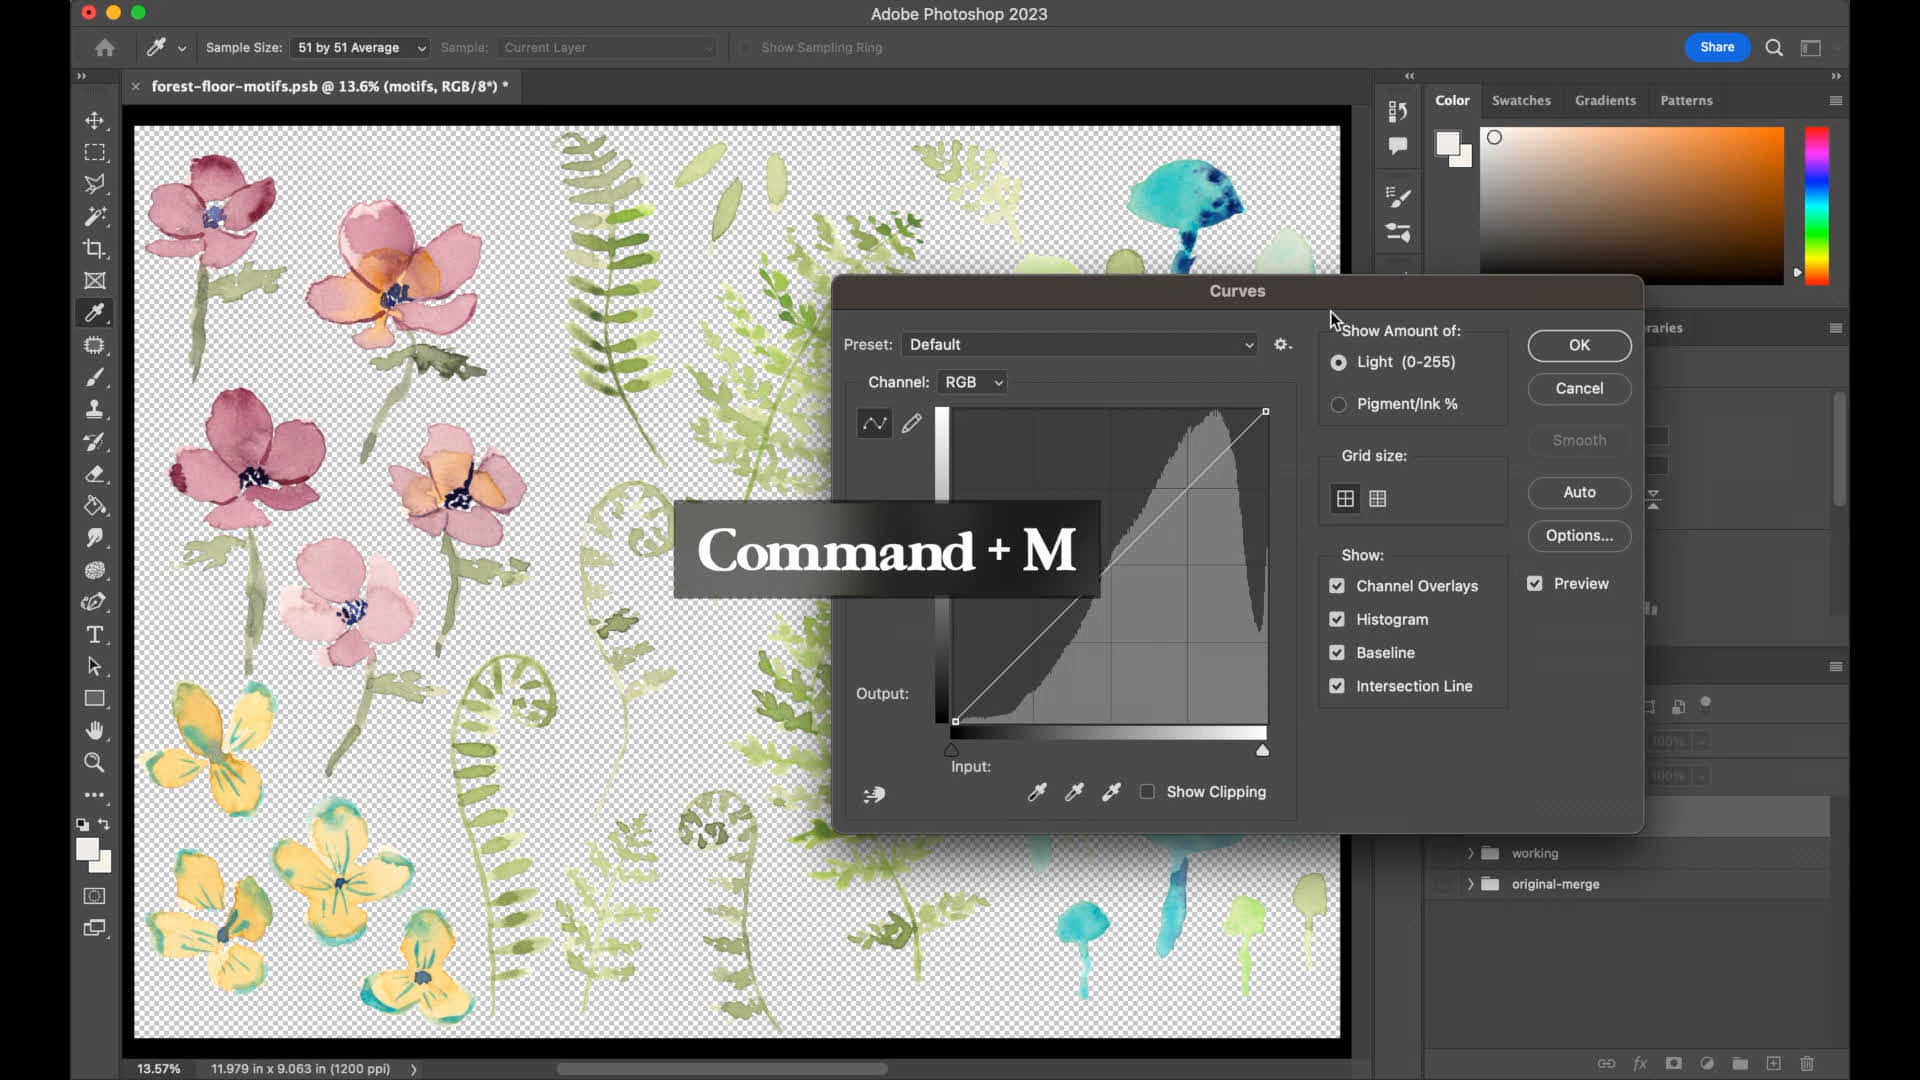 Adobe Photoshop 2023
Sample Size: 51 by 51 Average Sample: Current Layer Show Sampling Ring Share
× forest-floor-motifs.psb @ 13.6% (motifs, RGB/8*) *
Color Swatches Gradients Patterns
Curves
Preset: Default
Channel: RGB
Output:
Input:
Show Clipping
Show Amount of:
Light (0-255)
Pigment/Ink %
Grid size:
Show:
Channel Overlays
Histogram
Baseline
Intersection Line
OK
Cancel
Smooth
Auto
Options...
Preview
Command + M
raries
100%
100%
working
original-merge
13.57% 11.979 in x 9.063 in (1200 ppi)